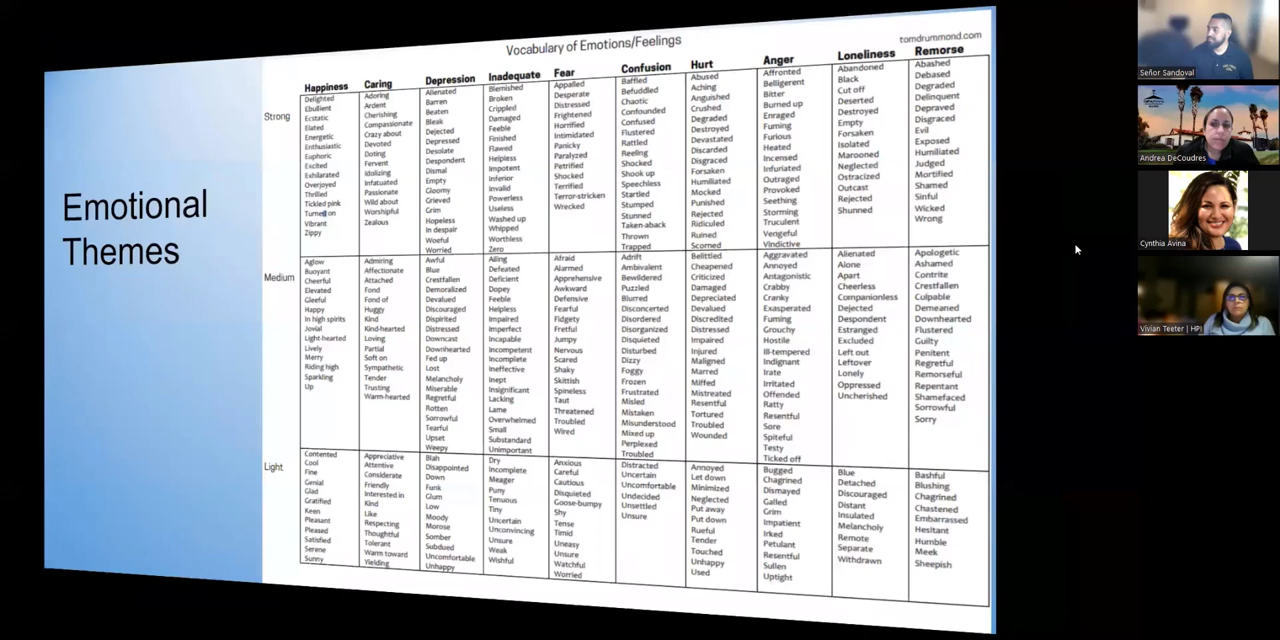 Emotional
Themes
Vocabulary of Emotions/Feelings
tomdrummond.com
Happiness
Caring
Depression
Inadequate
Fear
Confusion
Hurt
Anger
Loneliness
Remorse
Strong
Delighted
Ebullient
Ecstatic
Elated
Energetic
Enthusiastic
Euphoric
Excited
Exhilarated
Overjoyed
Thrilled
Tickled pink
Turned on
Vibrant
Zippy
Adoring
Ardent
Cherishing
Compassionate
Crazy about
Devoted
Doting
Fervent
Idolizing
Infatuated
Passionate
Wild about
Worshipful
Zealous
Alienated
Barren
Beaten
Bleak
Dejected
Depressed
Desolate
Despondent
Dismal
Empty
Gloomy
Grieved
Grim
Hopeless
In despair
Woeful
Worried
Blemished
Broken
Crippled
Damaged
Feeble
Finished
Flawed
Helpless
Impotent
Inferior
Invalid
Powerless
Useless
Washed up
Whipped
Worthless
Zero
Appalled
Desperate
Distressed
Frightened
Horrified
Intimidated
Panicky
Paralyzed
Petrified
Shocked
Terrified
Terror-stricken
Wrecked
Baffled
Befuddled
Chaotic
Confounded
Confused
Flustered
Rattled
Reeling
Shocked
Shook up
Speechless
Startled
Stumped
Stunned
Taken-aback
Thrown
Trapped
Abused
Aching
Anguished
Crushed
Degraded
Destroyed
Devastated
Discarded
Disgraced
Forsaken
Humiliated
Mocked
Punished
Rejected
Ridiculed
Ruined
Scorned
Affronted
Belligerent
Bitter
Burned up
Enraged
Fuming
Furious
Heated
Incensed
Infuriated
Outraged
Provoked
Seething
Storming
Truculent
Vengeful
Vindictive
Abandoned
Black
Cut off
Deserted
Destroyed
Empty
Forsaken
Isolated
Marooned
Neglected
Ostracized
Outcast
Rejected
Shunned
Abashed
Debased
Degraded
Delinquent
Depraved
Disgraced
Evil
Exposed
Humiliated
Judged
Mortified
Shamed
Sinful
Wicked
Wrong
Medium
Aglow
Buoyant
Cheerful
Elevated
Gleeful
Happy
In high spirits
Jovial
Light-hearted
Lively
Merry
Riding high
Sparkling
Up
Admiring
Affectionate
Attached
Fond
Fond of
Huggy
Kind
Kind-hearted
Loving
Partial
Soft on
Sympathetic
Tender
Trusting
Warm-hearted
Awful
Blue
Crestfallen
Demoralized
Devalued
Discouraged
Dispirited
Distressed
Downcast
Downhearted
Fed up
Lost
Melancholy
Miserable
Regretful
Rotten
Sorrowful
Tearful
Upset
Weepy
Ailing
Defeated
Deficient
Dopey
Feeble
Helpless
Impaired
Imperfect
Incapable
Incompetent
Incomplete
Ineffective
Inept
Insignificant
Lacking
Lame
Overwhelmed
Small
Substandard
Unimportant
Afraid
Alarmed
Apprehensive
Awkward
Defensive
Fearful
Fidgety
Fretful
Jumpy
Nervous
Scared
Shaky
Skittish
Spineless
Taut
Threatened
Troubled
Wired
Adrift
Ambivalent
Bewildered
Puzzled
Blurred
Disconcerted
Disordered
Disorganized
Disquieted
Disturbed
Dizzy
Foggy
Frozen
Frustrated
Misled
Mistaken
Misunderstood
Mixed up
Perplexed
Troubled
Belittled
Cheapened
Criticized
Damaged
Depreciated
Devalued
Discredited
Distressed
Impaired
Injured
Maligned
Marred
Miffed
Mistreated
Resentful
Tortured
Troubled
Wounded
Aggravated
Annoyed
Antagonistic
Crabby
Cranky
Exasperated
Fuming
Grouchy
Hostile
Ill-tempered
Indignant
Irate
Irritated
Offended
Ratty
Resentful
Sore
Spiteful
Testy
Ticked off
Alienated
Alone
Apart
Cheerless
Companionless
Dejected
Despondent
Estranged
Excluded
Left out
Leftover
Lonely
Oppressed
Uncherished
Apologetic
Ashamed
Contrite
Crestfallen
Culpable
Demeaned
Downhearted
Flustered
Guilty
Penitent
Regretful
Remorseful
Repentant
Shamefaced
Sorrowful
Sorry
Light
Contented
Cool
Fine
Genial
Glad
Gratified
Keen
Pleasant
Pleased
Satisfied
Serene
Sunny
Appreciative
Attentive
Considerate
Friendly
Interested in
Kind
Like
Respecting
Thoughtful
Tolerant
Warm toward
Yielding
Blah
Disappointed
Down
Funk
Glum
Low
Moody
Morose
Somber
Subdued
Uncomfortable
Unhappy
Dry
Incomplete
Meager
Puny
Tenuous
Tiny
Uncertain
Unconvincing
Unsure
Weak
Wishful
Anxious
Careful
Cautious
Disquieted
Goose-bumpy
Shy
Tense
Timid
Uneasy
Unsure
Watchful
Worried
Distracted
Uncertain
Uncomfortable
Undecided
Unsettled
Unsure
Annoyed
Let down
Minimized
Neglected
Put away
Put down
Rueful
Tender
Touched
Unhappy
Used
Bugged
Chagrined
Dismayed
Galled
Grim
Impatient
Irked
Petulant
Resentful
Sullen
Uptight
Blue
Detached
Discouraged
Distant
Insulated
Melancholy
Remote
Separate
Withdrawn
Bashful
Blushing
Chagrined
Chastened
Embarrassed
Hesitant
Humble
Meek
Sheepish
Señor Sandoval
Andrea DeCoudres
Cynthia Avina
Vivian Teeter | HPI